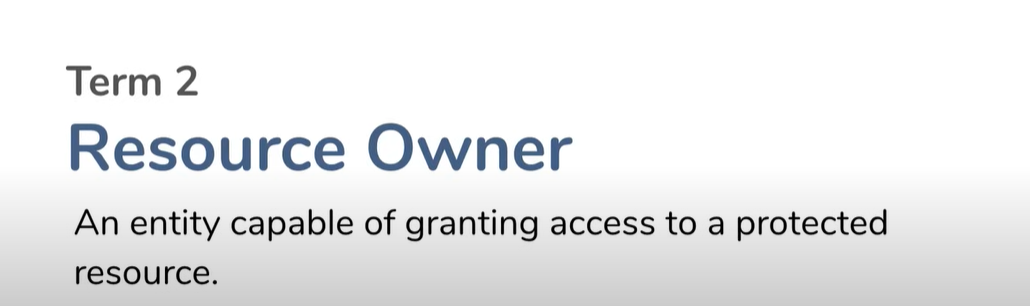 Term 2
Resource Owner
An entity capable of granting access to a protected
resource.